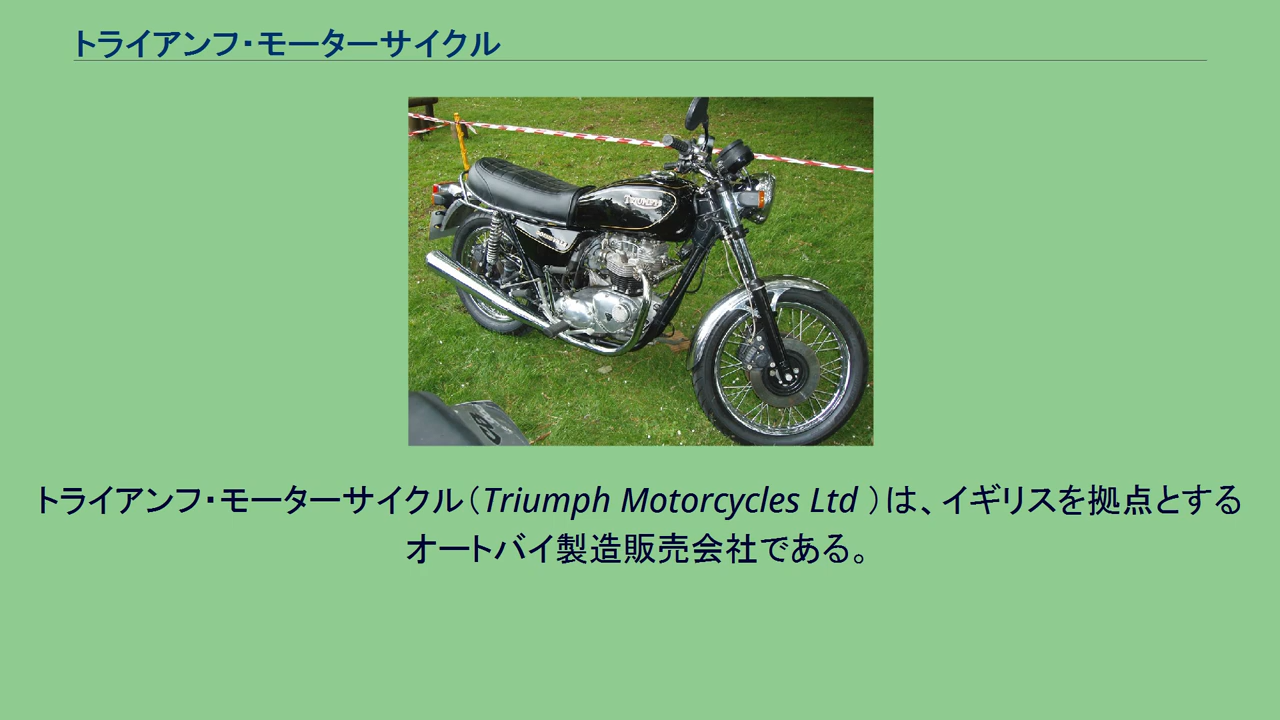 トライアンフ・モーターサイクル
TRIUMPH
トライアンフ・モーターサイクル（Triumph Motorcycles Ltd ）は、イギリスを拠点とする
オートバイ製造販売会社である。